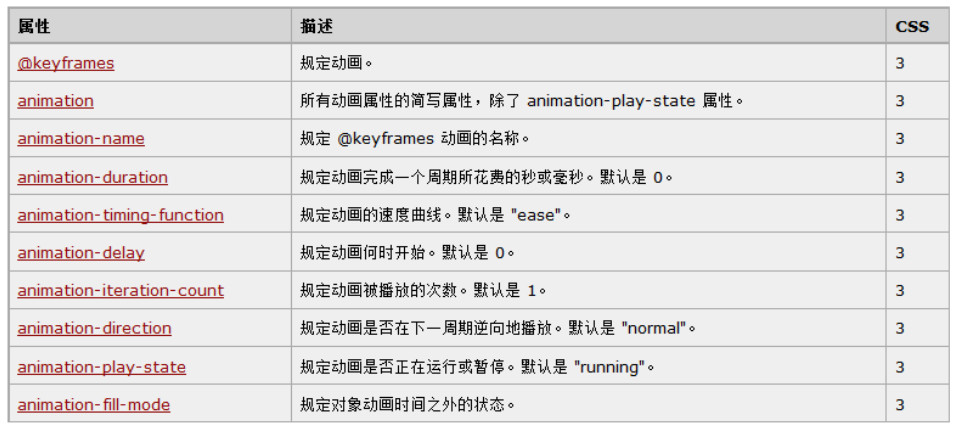 属性 描述 CSS
@keyframes 规定动画。 3
animation 所有动画属性的简写属性，除了 animation-play-state 属性。 3
animation-name 规定 @keyframes 动画的名称。 3
animation-duration 规定动画完成一个周期所花费的秒或毫秒。默认是 0。 3
animation-timing-function 规定动画的速度曲线。默认是 "ease"。 3
animation-delay 规定动画何时开始。默认是 0。 3
animation-iteration-count 规定动画被播放的次数。默认是 1。 3
animation-direction 规定动画是否在下一周期逆向地播放。默认是 "normal"。 3
animation-play-state 规定动画是否正在运行或暂停。默认是 "running"。 3
animation-fill-mode 规定对象动画时间之外的状态。 3